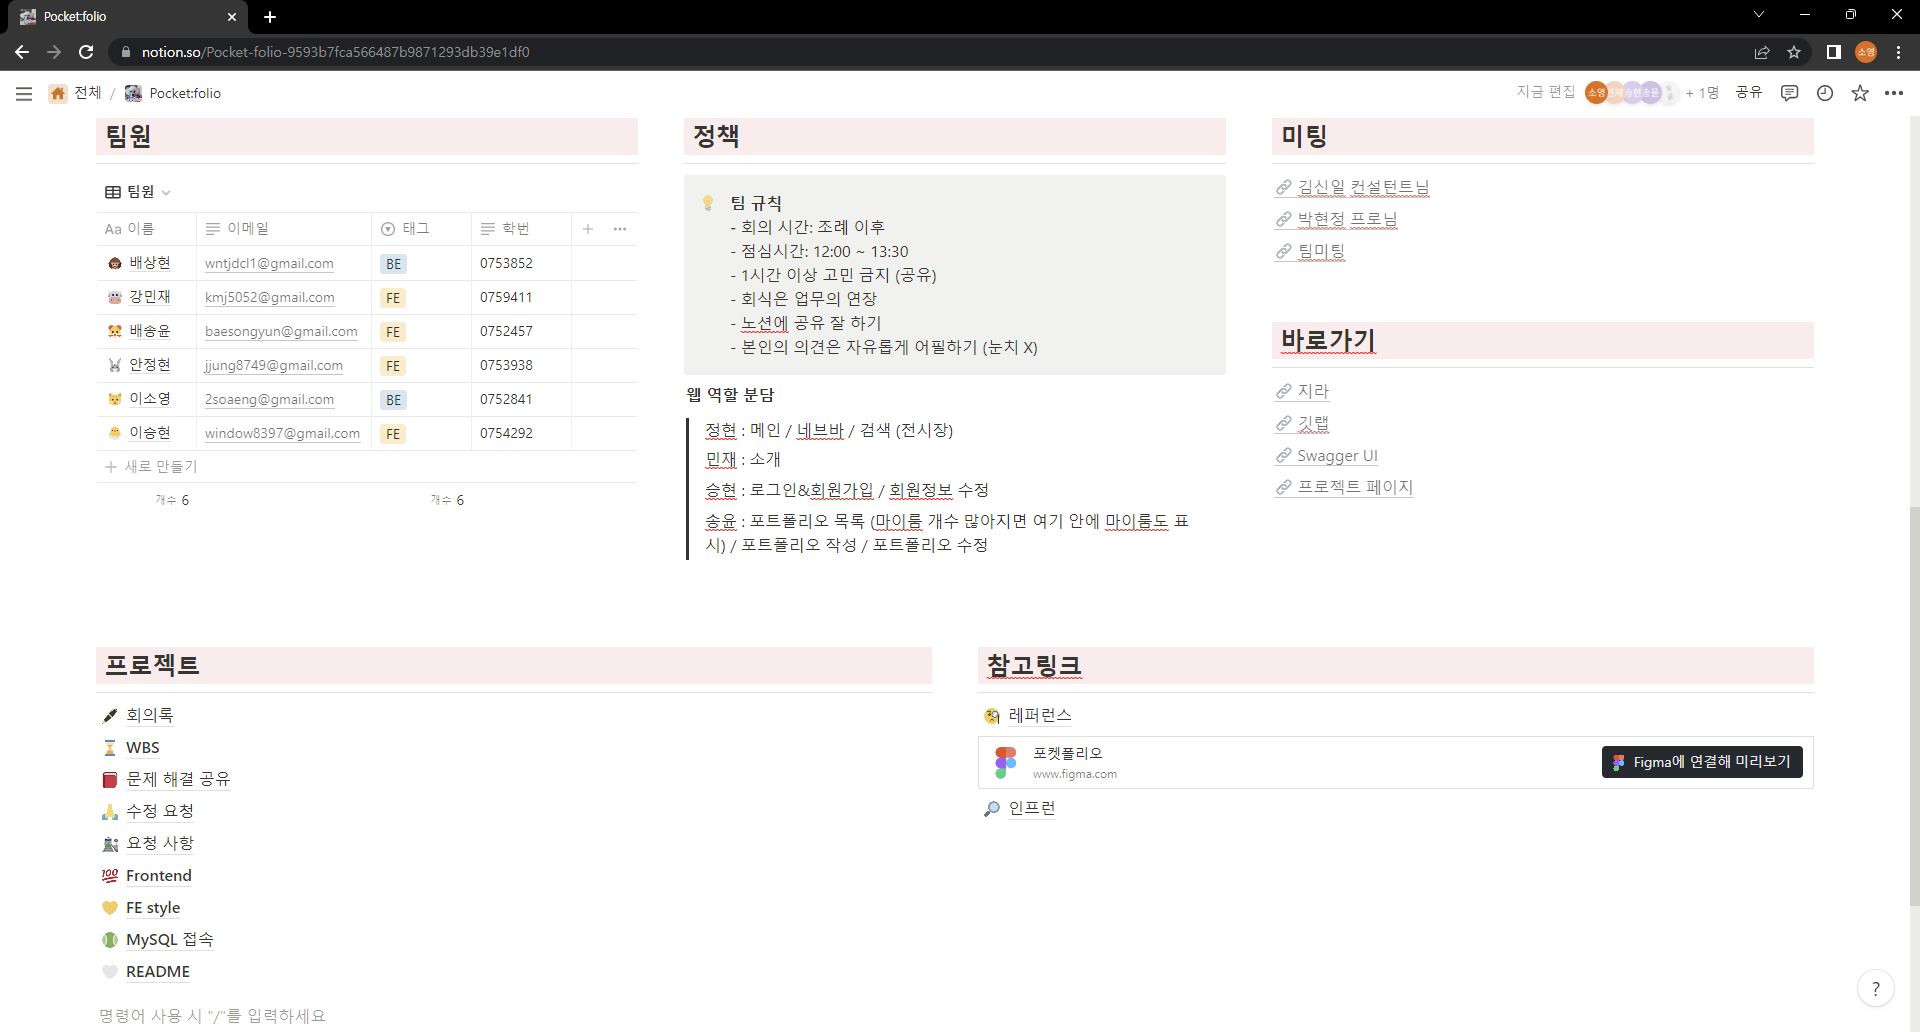 Pocket:folio
notion.so/Pocket-folio-9593b7fca566487b9871293db39e1df0
소영
전체 / Pocket:folio
지금 편집 소영 민재 승현 송윤 + 1명 공유
팀원
팀원
Aa 이름 이메일 태그 학번
배상현 wntjdcl1@gmail.com BE 0753852
강민재 kmj5052@gmail.com FE 0759411
배송윤 baesongyun@gmail.com FE 0752457
안정현 jjung8749@gmail.com FE 0753938
이소영 2soaeng@gmail.com BE 0752841
이승현 window8397@gmail.com FE 0754292
+ 새로 만들기
개수 6 개수 6
정책
팀 규칙
- 회의 시간: 조례 이후
- 점심시간: 12:00 ~ 13:30
- 1시간 이상 고민 금지 (공유)
- 회식은 업무의 연장
- 노션에 공유 잘 하기
- 본인의 의견은 자유롭게 어필하기 (눈치 X)
웹 역할 분담
정현 : 메인 / 네브바 / 검색 (전시장)
민재 : 소개
승현 : 로그인&회원가입 / 회원정보 수정
송윤 : 포트폴리오 목록 (마이룸 개수 많아지면 여기 안에 마이룸도 표
시) / 포트폴리오 작성 / 포트폴리오 수정
미팅
김신일 컨설턴트님
박현정 프로님
팀미팅
바로가기
지라
깃랩
Swagger UI
프로젝트 페이지
프로젝트
회의록
WBS
문제 해결 공유
수정 요청
요청 사항
100 Frontend
FE style
MySQL 접속
README
명령어 사용 시 "/"를 입력하세요
참고링크
레퍼런스
포켓폴리오
www.figma.com
Figma에 연결해 미리보기
인프런
?